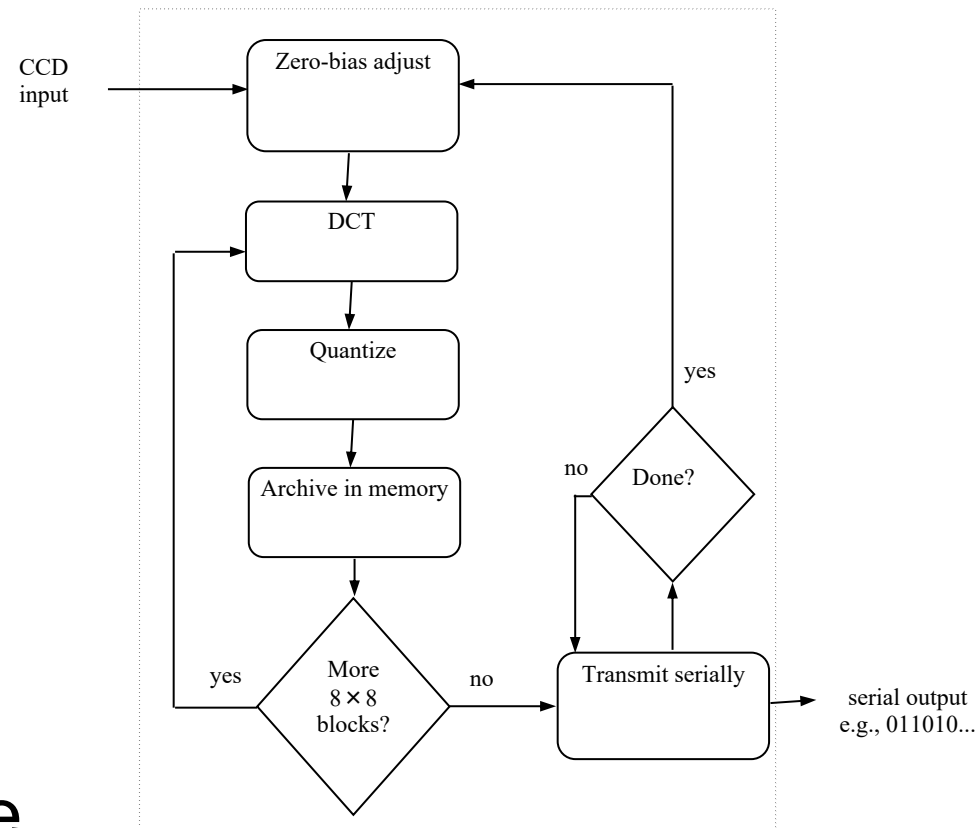 CCD
input
Zero-bias adjust
DCT
Quantize
yes
no
Done?
Archive in memory
yes
More
8 × 8
blocks?
no
Transmit serially
serial output
e.g., 011010...
e